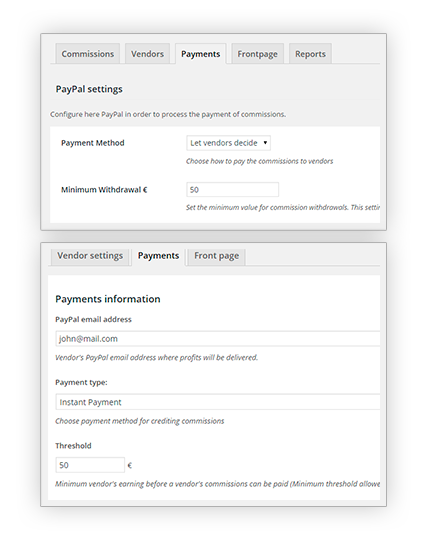 Commissions Vendors Payments Frontpage Reports
PayPal settings
Configure here PayPal in order to process the payment of commissions.
Payment Method Let vendors decide
Choose how to pay the commissions to vendors
Minimum Withdrawal € 50
Set the minimum value for commission withdrawals. This
Vendor settings Payments Front page
Payments information
PayPal email address
john@mail.com
Vendor's PayPal email address where profits will be delivered.
Payment type:
Instant Payment
Choose payment method for crediting commissions
Threshold
50 €
Minimum vendor's earning before a vendor's commissions can be paid (Minimum threshold